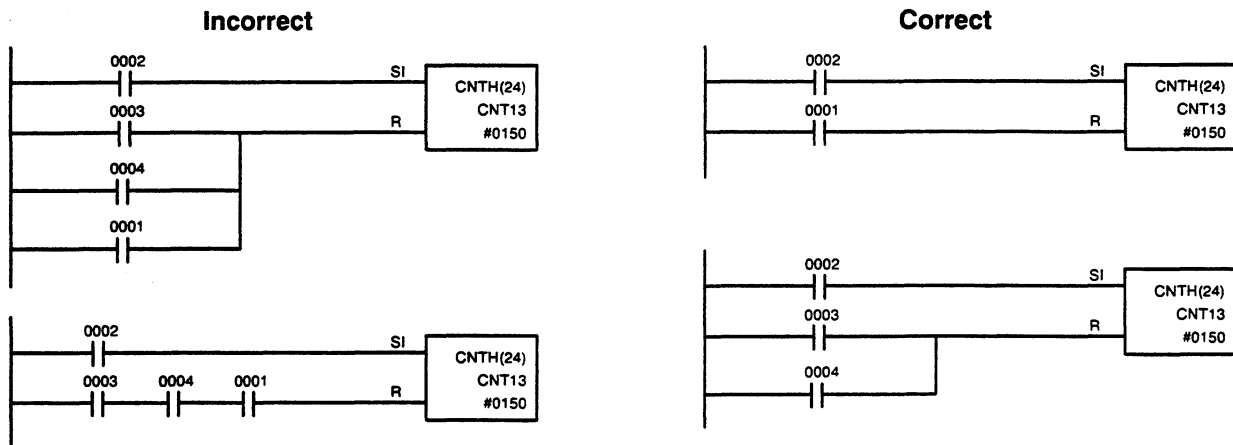 Incorrect
0002
SI
CNTH(24)
CNT13
#0150
0003
R
0004
0001
0002
SI
CNTH(24)
CNT13
#0150
0003 0004 0001
R
Correct
0002
SI
CNTH(24)
CNT13
#0150
0001
R
0002
SI
CNTH(24)
CNT13
#0150
0003
R
0004